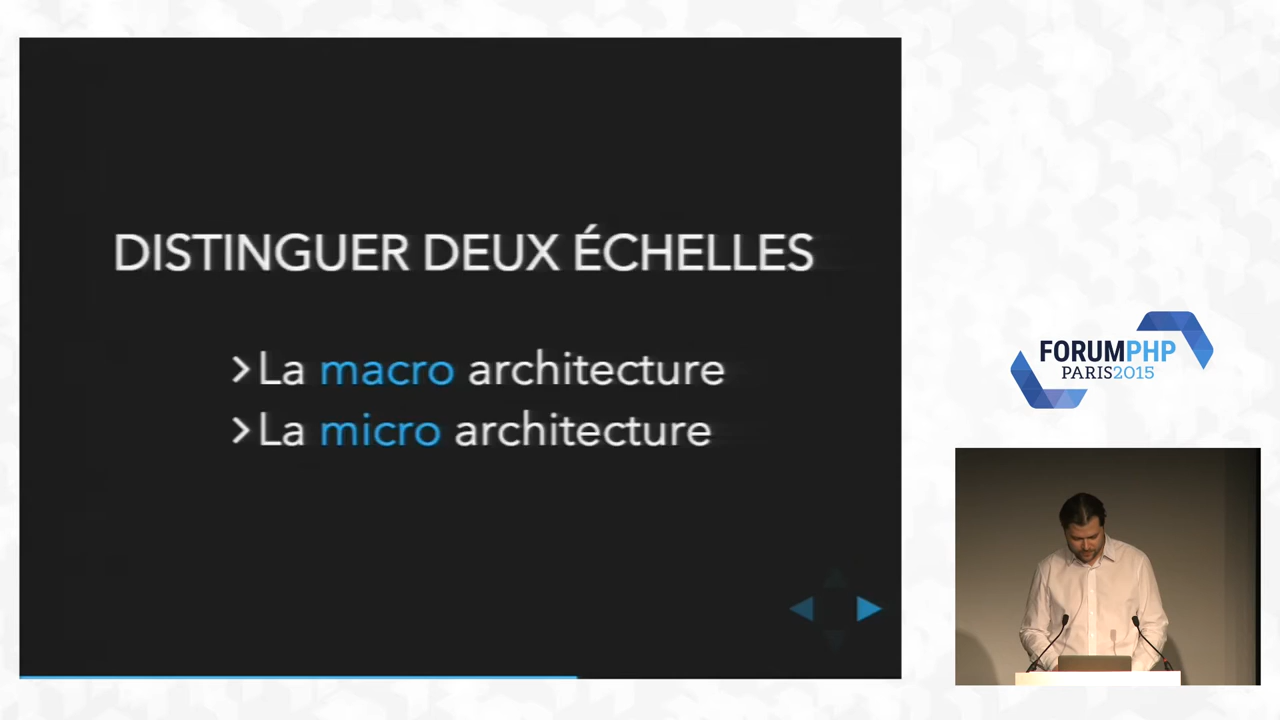 DISTINGUER DEUX ÉCHELLES
La macro architecture
La micro architecture
FORUMPHP
PARIS2015